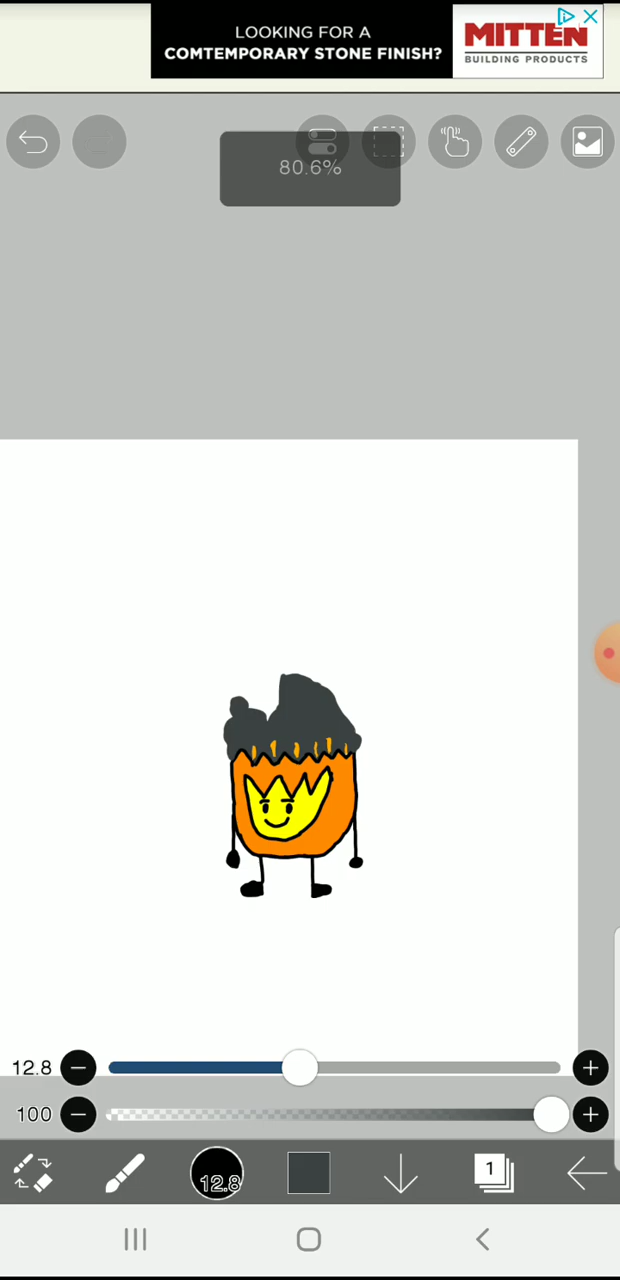 LOOKING FOR A
COMTEMPORARY STONE FINISH?
MITTEN
BUILDING PRODUCTS
80.6%
12.8
100
12.8
1